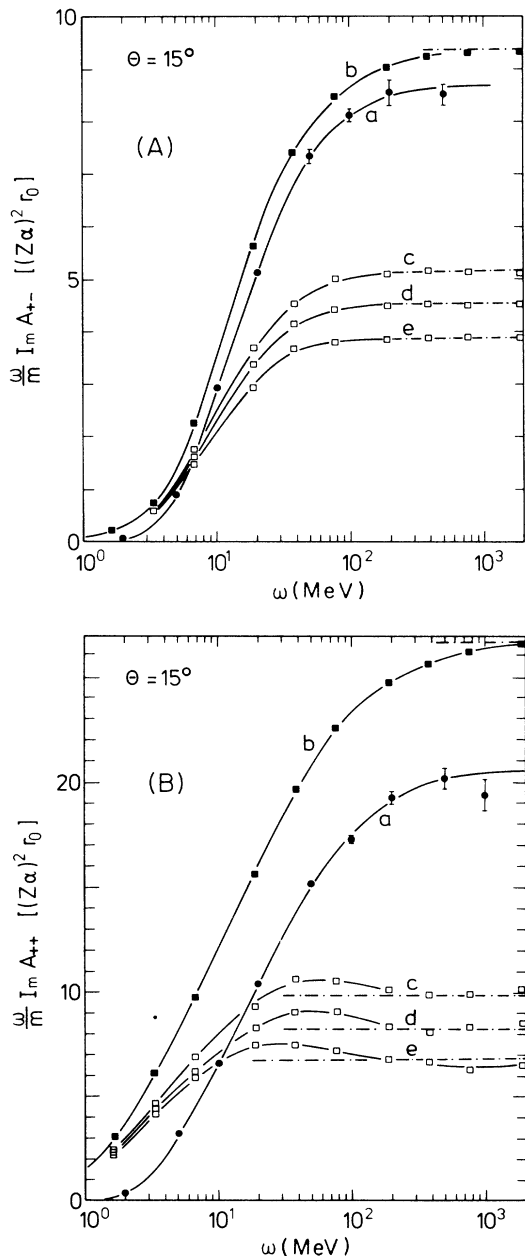 10
Θ = 15°
b
a
(A)
5
c
d
e
ω/m Im A+- [(Zα)² r0]
0
10⁰ 10¹ 10² 10³
ω(MeV)
Θ = 15°
b
(B)
20
a
10
c
d
e
ω/m Im A++ [(Zα)² r0]
0
10⁰ 10¹ 10² 10³
ω(MeV)